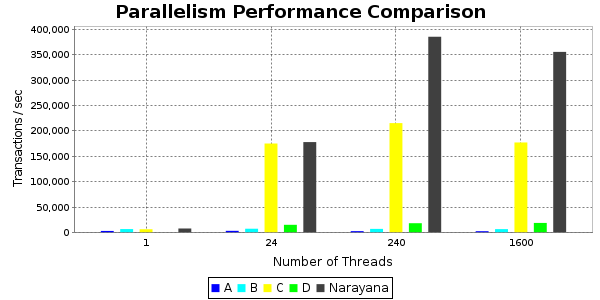 Parallelism Performance Comparison
Transactions / sec
400,000
350,000
300,000
250,000
200,000
150,000
100,000
50,000
0
1 24 240 1600
Number of Threads
A B C D Narayana